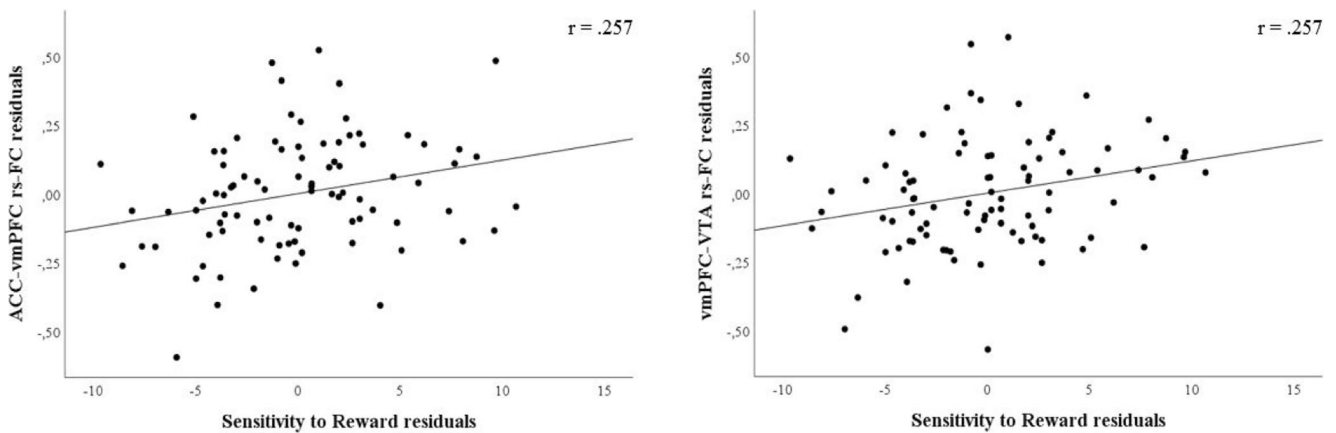 r = .257
ACC-vmPFC rs-FC residuals
,50
,25
,00
-,25
-,50
-10 -5 0 5 10 15
Sensitivity to Reward residuals
r = .257
vmPFC-VTA rs-FC residuals
,50
,25
,00
-,25
-,50
-10 -5 0 5 10 15
Sensitivity to Reward residuals